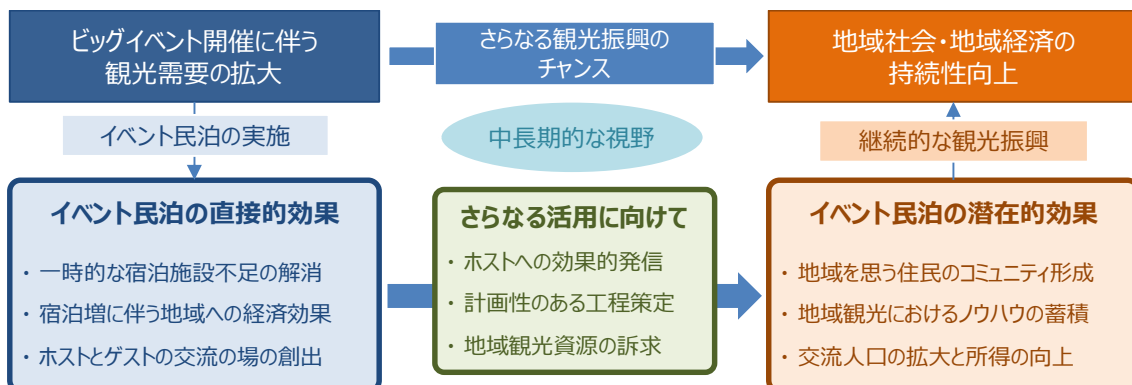 ビッグイベント開催に伴う
観光需要の拡大
さらなる観光振興の
チャンス
地域社会・地域経済の
持続性向上
イベント民泊の実施
中長期的な視野
継続的な観光振興
イベント民泊の直接的効果
・ 一時的な宿泊施設不足の解消
・ 宿泊増に伴う地域への経済効果
・ ホストとゲストの交流の場の創出
さらなる活用に向けて
・ ホストへの効果的発信
・ 計画性のある工程策定
・ 地域観光資源の訴求
イベント民泊の潜在的効果
・ 地域を思う住民のコミュニティ形成
・ 地域観光におけるノウハウの蓄積
・ 交流人口の拡大と所得の向上